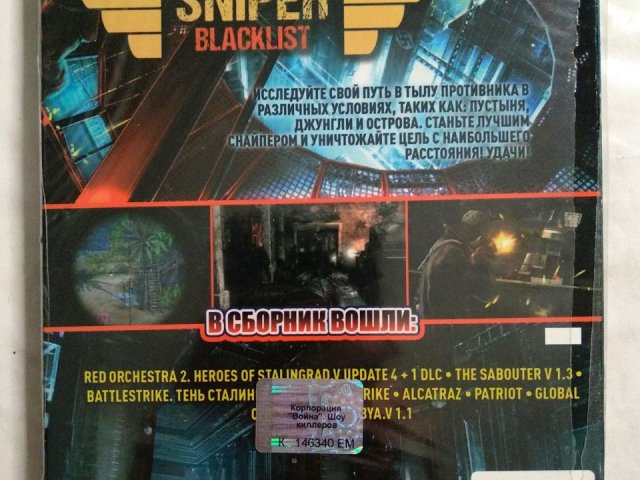 SNIPER
BLACKLIST
ИССЛЕДУЙТЕ СВОЙ ПУТЬ В ТЫЛУ ПРОТИВНИКА В
РАЗЛИЧНЫХ УСЛОВИЯХ, ТАКИХ КАК: ПУСТЫНЯ,
ДЖУНГЛИ И ОСТРОВА. СТАНЬТЕ ЛУЧШИМ
СНАЙПЕРОМ И УНИЧТОЖАЙТЕ ЦЕЛЬ С НАИБОЛЬШЕГО
РАССТОЯНИЯ! УДАЧИ!
В СБОРНИК ВОШЛИ:
RED ORCHESTRA 2. HEROES OF STALINGRAD V UPDATE 4 + 1 DLC • THE SABOUTER V 1.3 •
BATTLESTRIKE. ТЕНЬ СТАЛИН RIKE • ALCATRAZ • PATRIOT • GLOBAL
O BYA.V 1.1
Корпорация
"Война". Шоу
киллеров
К 146340 ЕМ